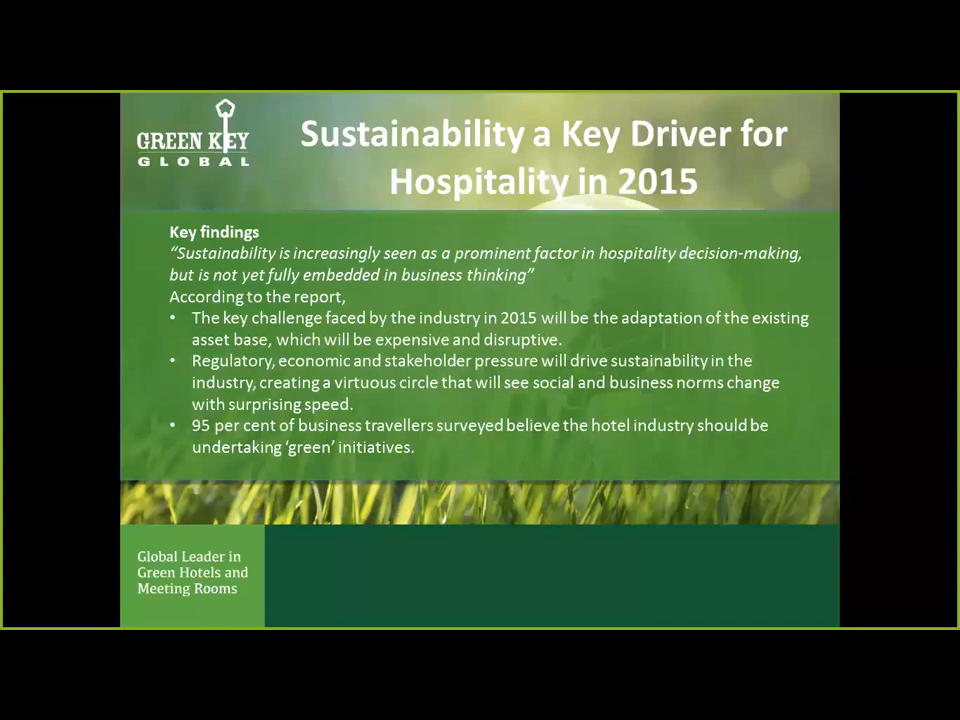 GREEN KEY
GLOBAL
Sustainability a Key Driver for
Hospitality in 2015
Key findings
“Sustainability is increasingly seen as a prominent factor in hospitality decision-making,
but is not yet fully embedded in business thinking”
According to the report,
• The key challenge faced by the industry in 2015 will be the adaptation of the existing
asset base, which will be expensive and disruptive.
• Regulatory, economic and stakeholder pressure will drive sustainability in the
industry, creating a virtuous circle that will see social and business norms change
with surprising speed.
• 95 per cent of business travellers surveyed believe the hotel industry should be
undertaking ‘green’ initiatives.
Global Leader in
Green Hotels and
Meeting Rooms